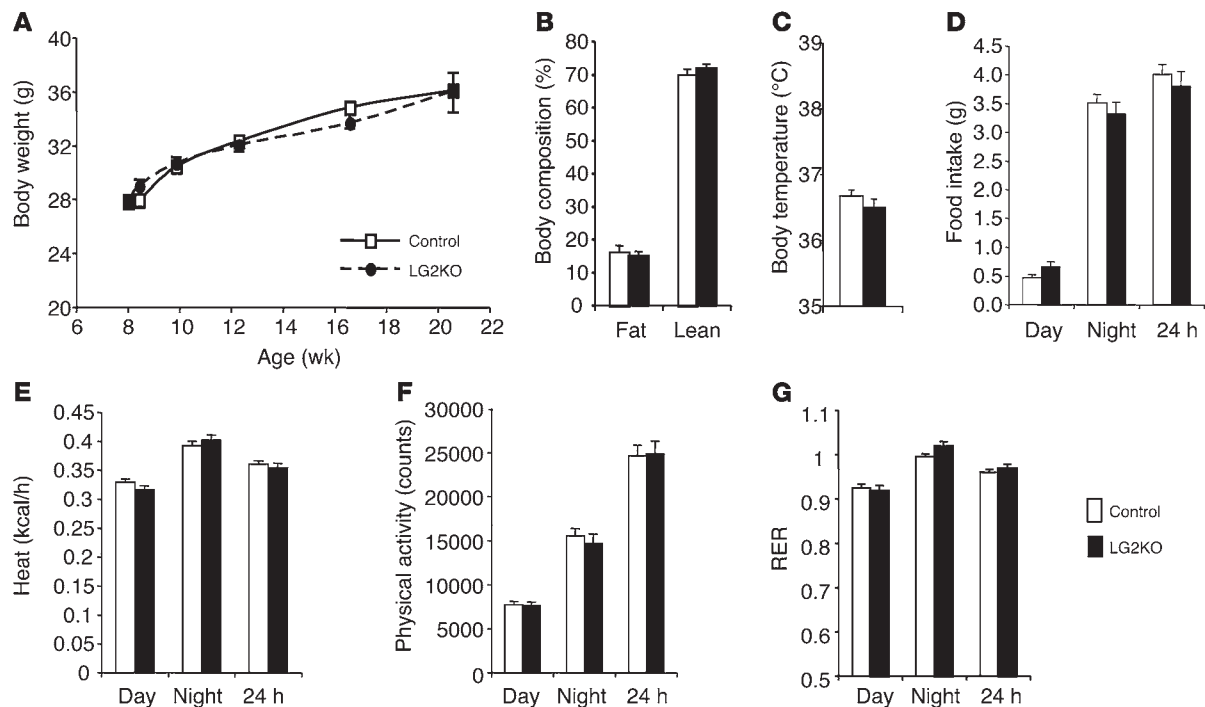 A
Body weight (g)
40
36
32
28
24
20
6 8 10 12 14 16 18 20 22
Age (wk)
Control
LG2KO
B
Body composition (%)
80
70
60
50
40
30
20
10
0
Fat Lean
C
Body temperature (°C)
39
38
37
36
35
D
Food intake (g)
4.5
4.0
3.5
3.0
2.5
2.0
1.5
1.0
0.5
0.0
Day Night 24 h
E
Heat (kcal/h)
0.45
0.4
0.35
0.3
0.25
0.2
0.15
0.1
0.05
0
Day Night 24 h
F
Physical activity (counts)
30000
25000
20000
15000
10000
5000
0
Day Night 24 h
G
RER
1.1
1
0.9
0.8
0.7
0.6
0.5
Day Night 24 h
Control
LG2KO